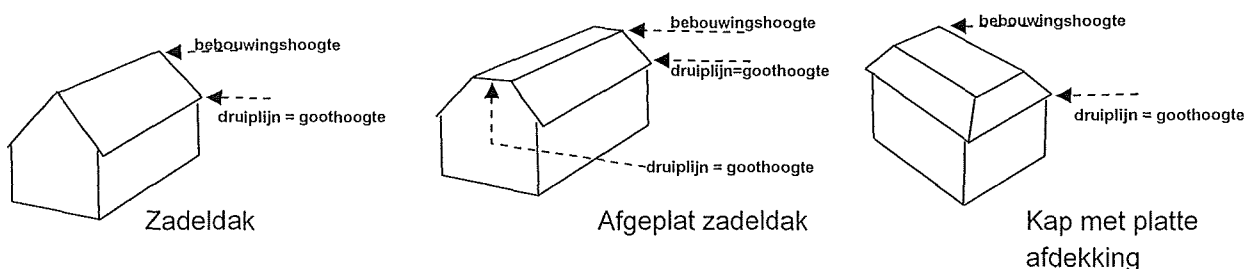 bebouwingshoogte
druiplijn = goothoogte
Zadeldak
bebouwingshoogte
druiplijn=goothoogte
druiplijn = goothoogte
Afgeplat zadeldak
bebouwingshoogte
druiplijn = goothoogte
Kap met platte
afdekking